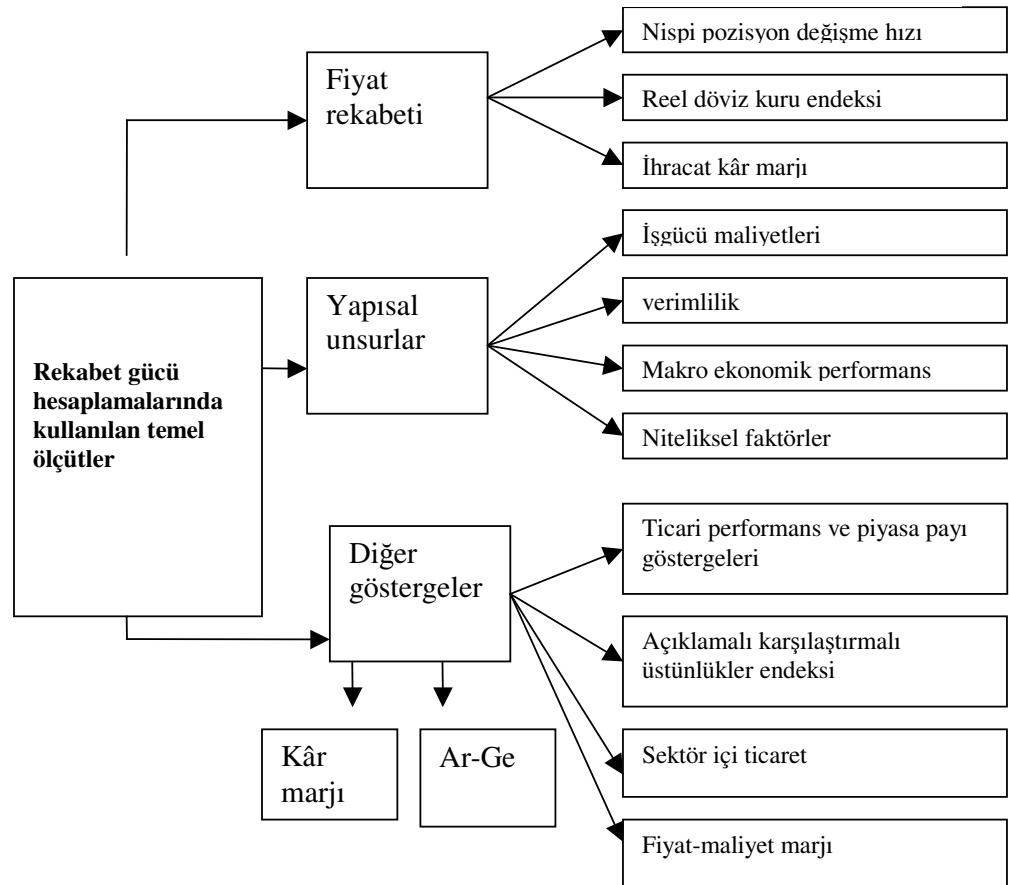 Nispi pozisyon değişme hızı
Fiyat
rekabeti
Reel döviz kuru endeksi
İhracat kâr marjı
İşgücü maliyetleri
Yapısal
unsurlar
verimlilik
Rekabet gücü
hesaplamalarında
kullanılan temel
ölçütler
Makro ekonomik performans
Niteliksel faktörler
Ticari performans ve piyasa payı
göstergeleri
Diğer
göstergeler
Açıklamalı karşılaştırmalı
üstünlükler endeksi
Kâr
marjı
Ar-Ge
Sektör içi ticaret
Fiyat-maliyet marjı